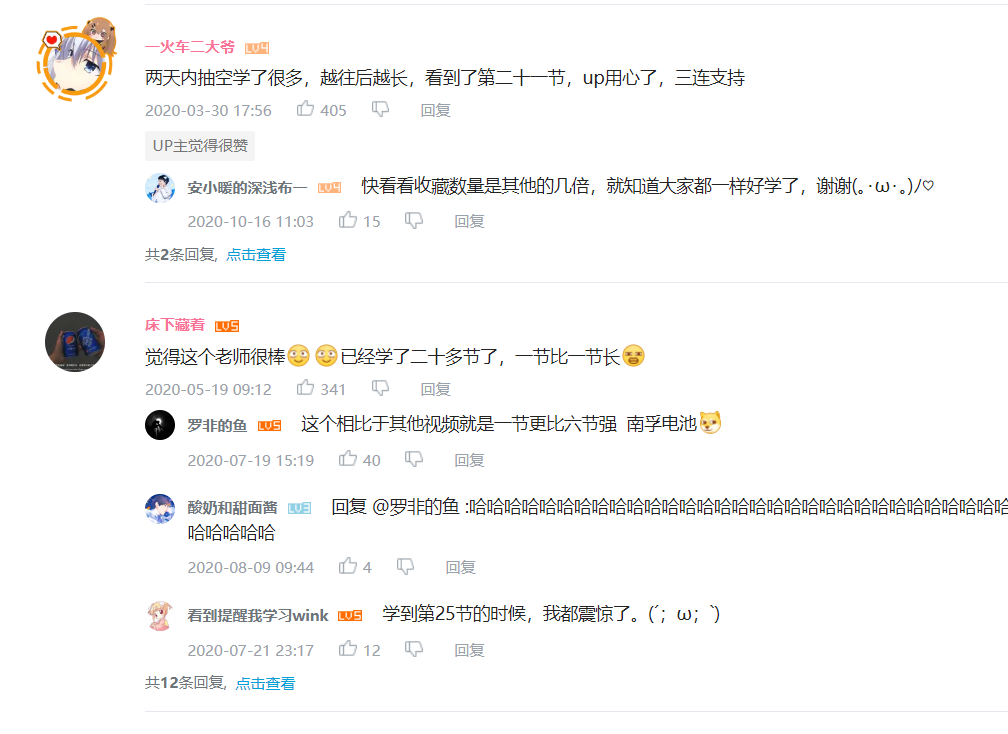 一火车二大爷 LV4
两天内抽空学了很多，越往后越长，看到了第二十一节，up用心了，三连支持
2020-03-30 17:56 405 回复
UP主觉得很赞
安小暖的深浅布一 LV4 快看看收藏数量是其他的几倍，就知道大家都一样好学了，谢谢(｡･ω･｡)ﾉ♡
2020-10-16 11:03 15 回复
共2条回复, 点击查看
床下藏着 LV5
觉得这个老师很棒已经学了二十多节了，一节比一节长
2020-05-19 09:12 341 回复
罗非的鱼 LV5 这个相比于其他视频就是一节更比六节强 南孚电池
2020-07-19 15:19 40 回复
酸奶和甜面酱 LV3 回复 @罗非的鱼 :哈哈哈哈哈哈哈哈哈哈哈哈哈哈哈哈哈哈哈哈哈哈哈哈哈哈哈哈哈哈哈
哈哈哈哈哈
2020-08-09 09:44 4 回复
看到提醒我学习wink LV5 学到第25节的时候，我都震惊了。(´；ω；`)
2020-07-21 23:17 12 回复
共12条回复, 点击查看